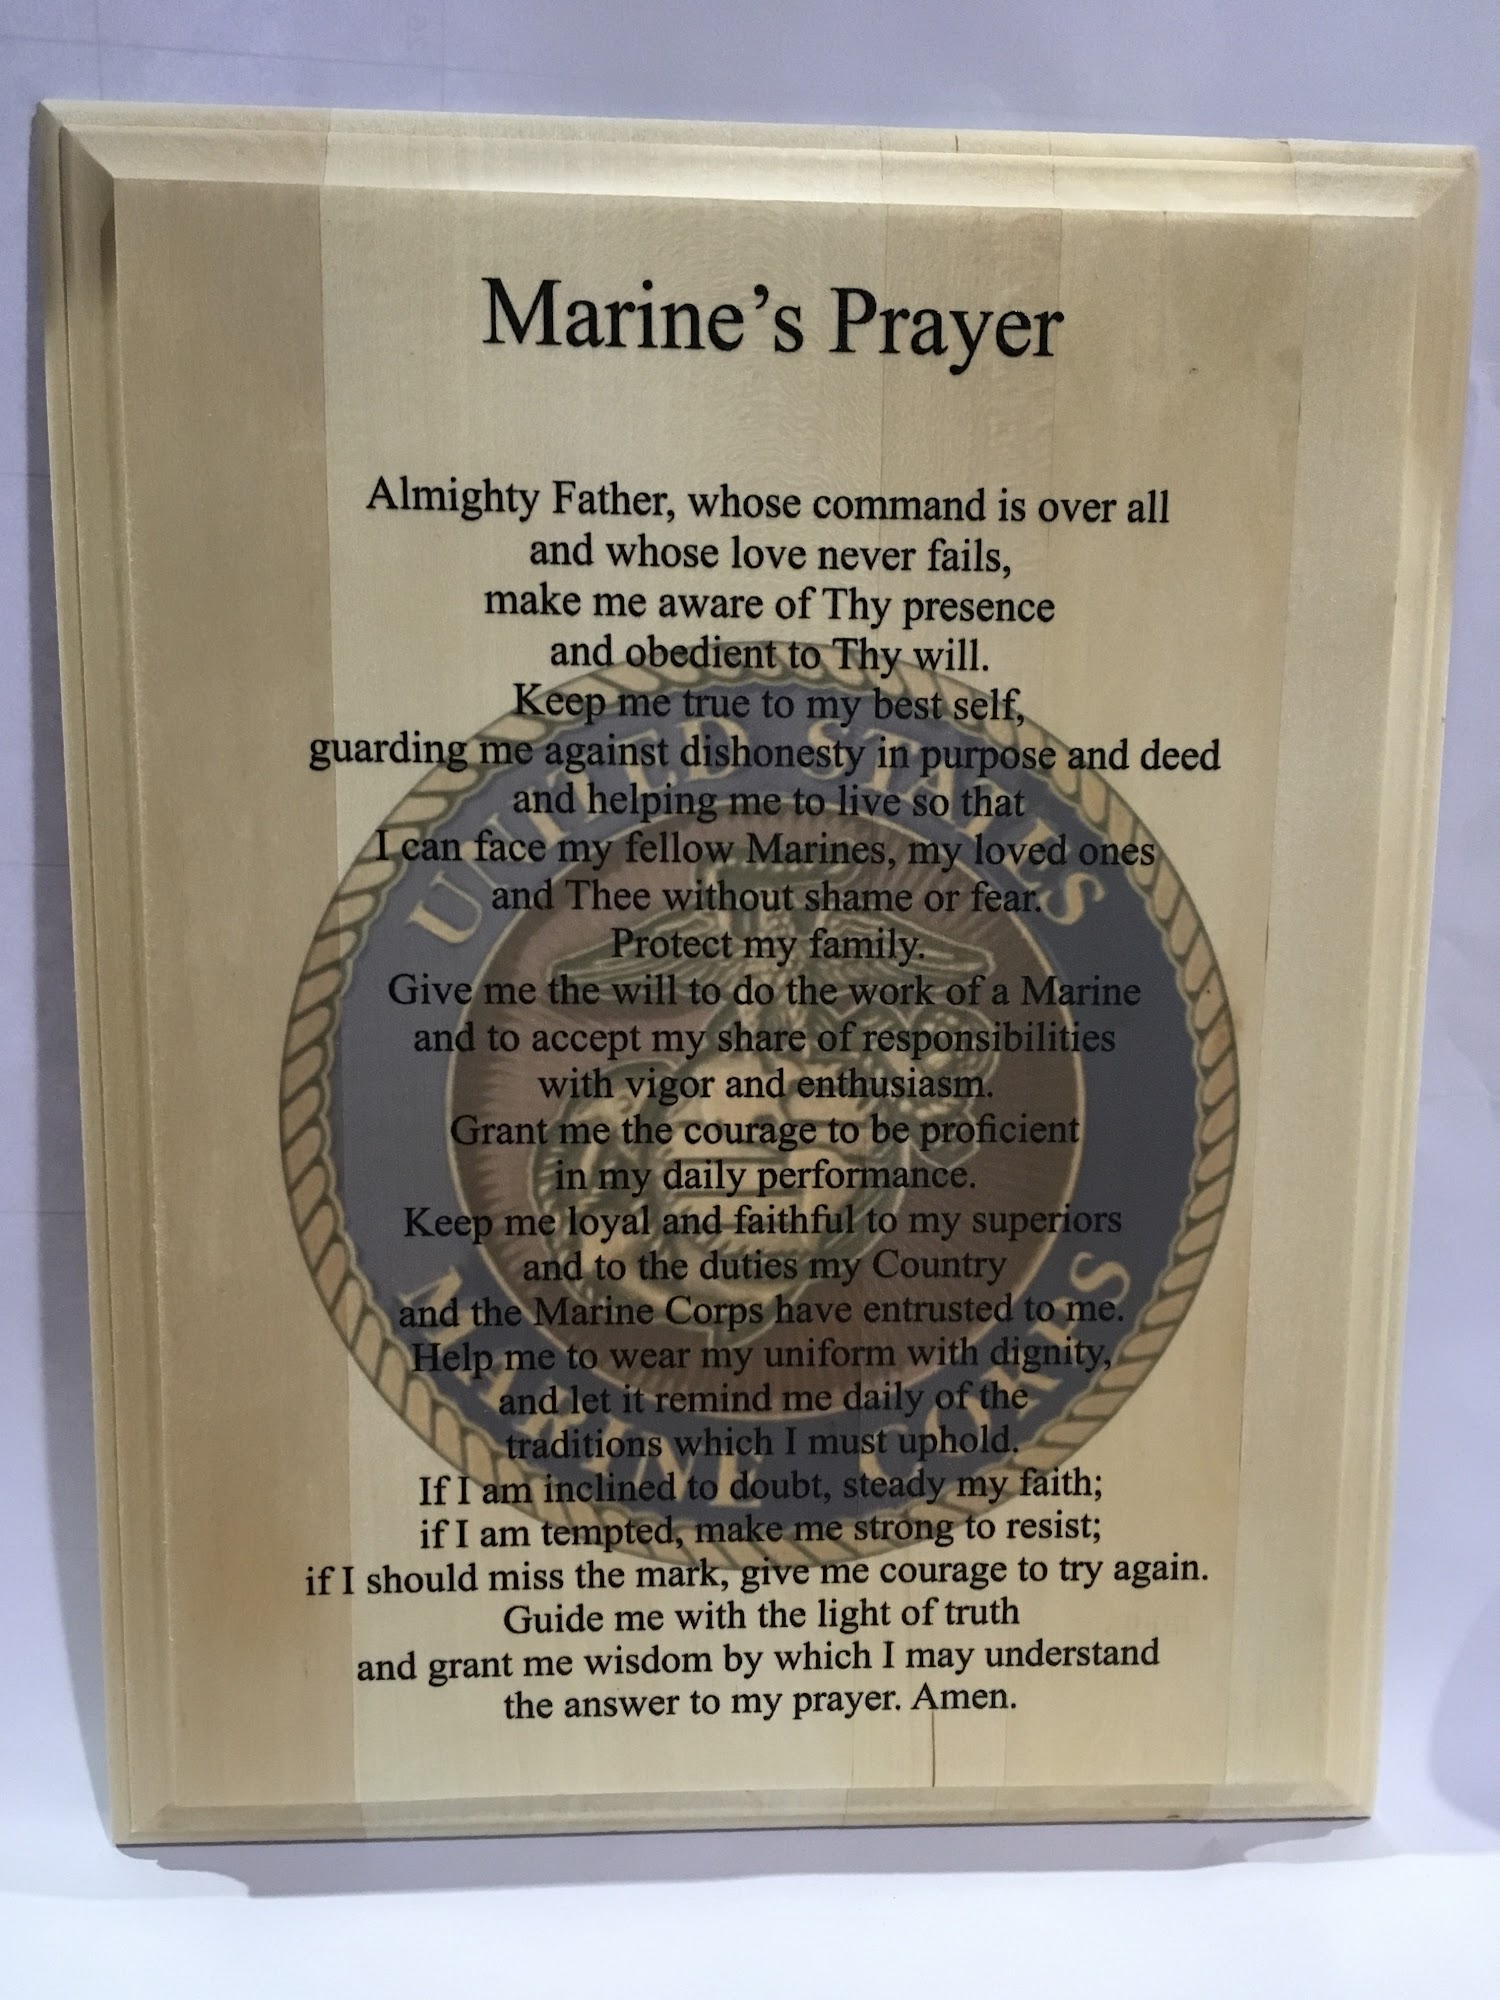 Marine’s Prayer
Almighty Father, whose command is over all
and whose love never fails,
make me aware of Thy presence
and obedient to Thy will.
Keep me true to my best self,
guarding me against dishonesty in purpose and deed
and helping me to live so that
I can face my fellow Marines, my loved ones
and Thee without shame or fear.
Protect my family.
Give me the will to do the work of a Marine
and to accept my share of responsibilities
with vigor and enthusiasm.
Grant me the courage to be proficient
in my daily performance.
Keep me loyal and faithful to my superiors
and to the duties my Country
and the Marine Corps have entrusted to me.
Help me to wear my uniform with dignity,
and let it remind me daily of the
traditions which I must uphold.
If I am inclined to doubt, steady my faith;
if I am tempted, make me strong to resist;
if I should miss the mark, give me courage to try again.
Guide me with the light of truth
and grant me wisdom by which I may understand
the answer to my prayer. Amen.
UNITED STATES
MARINE CORPS